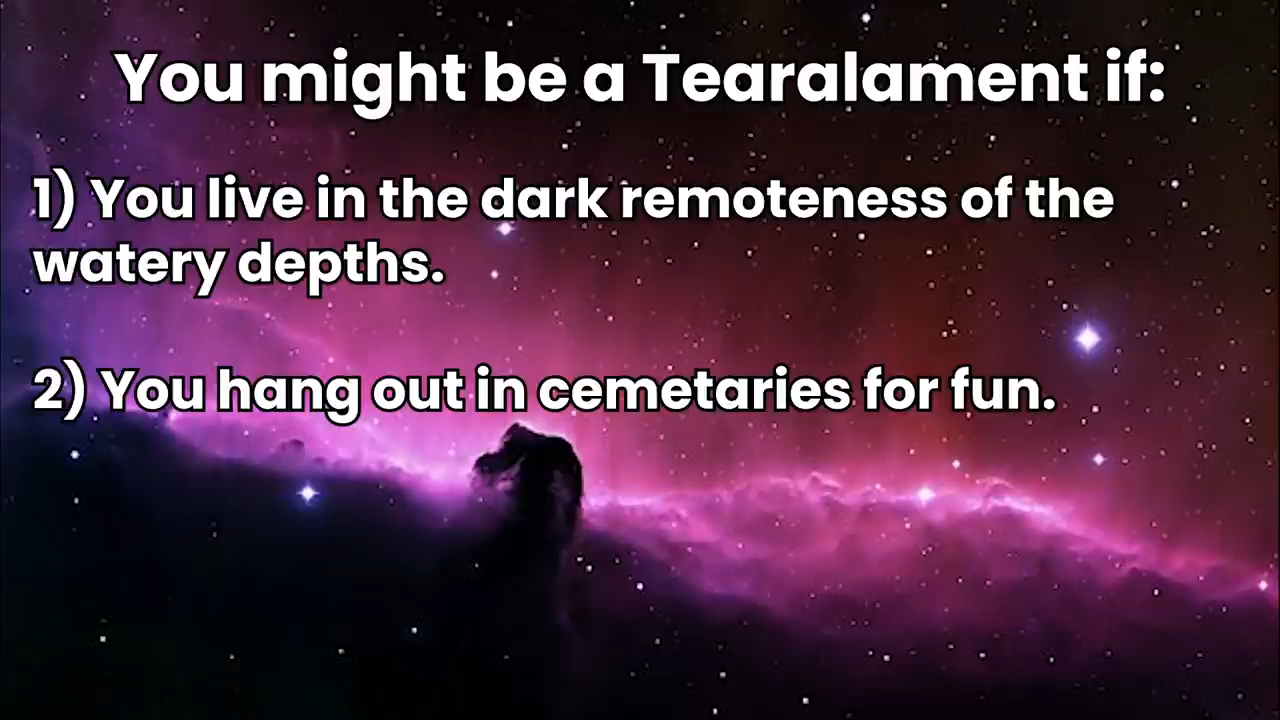 You might be a Tearalament if:
1) You live in the dark remoteness of the
watery depths.
2) You hang out in cemetaries for fun.